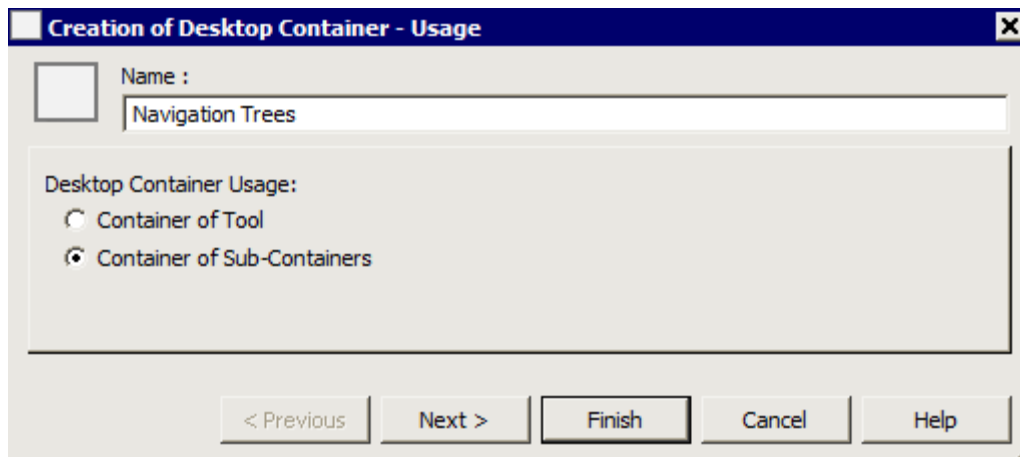 Creation of Desktop Container - Usage
Name :
Navigation Trees
Desktop Container Usage:
Container of Tool
Container of Sub-Containers
< Previous Next > Finish Cancel Help